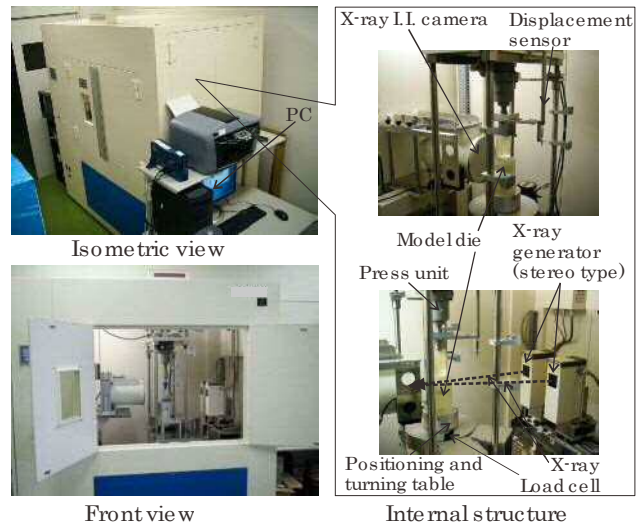 X-ray I.I. camera
Displacement
sensor
PC
Isometric view
Model die
X-ray
generator
(stereo type)
Press unit
Positioning and
turning table
X-ray
Load cell
Front view
Internal structure